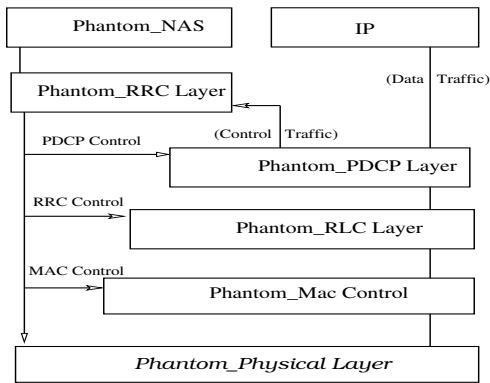 Phantom_NAS
IP
(Data Traffic)
Phantom_RRC Layer
(Control Traffic)
PDCP Control
Phantom_PDCP Layer
RRC Control
Phantom_RLC Layer
MAC Control
Phantom_Mac Control
Phantom_Physical Layer